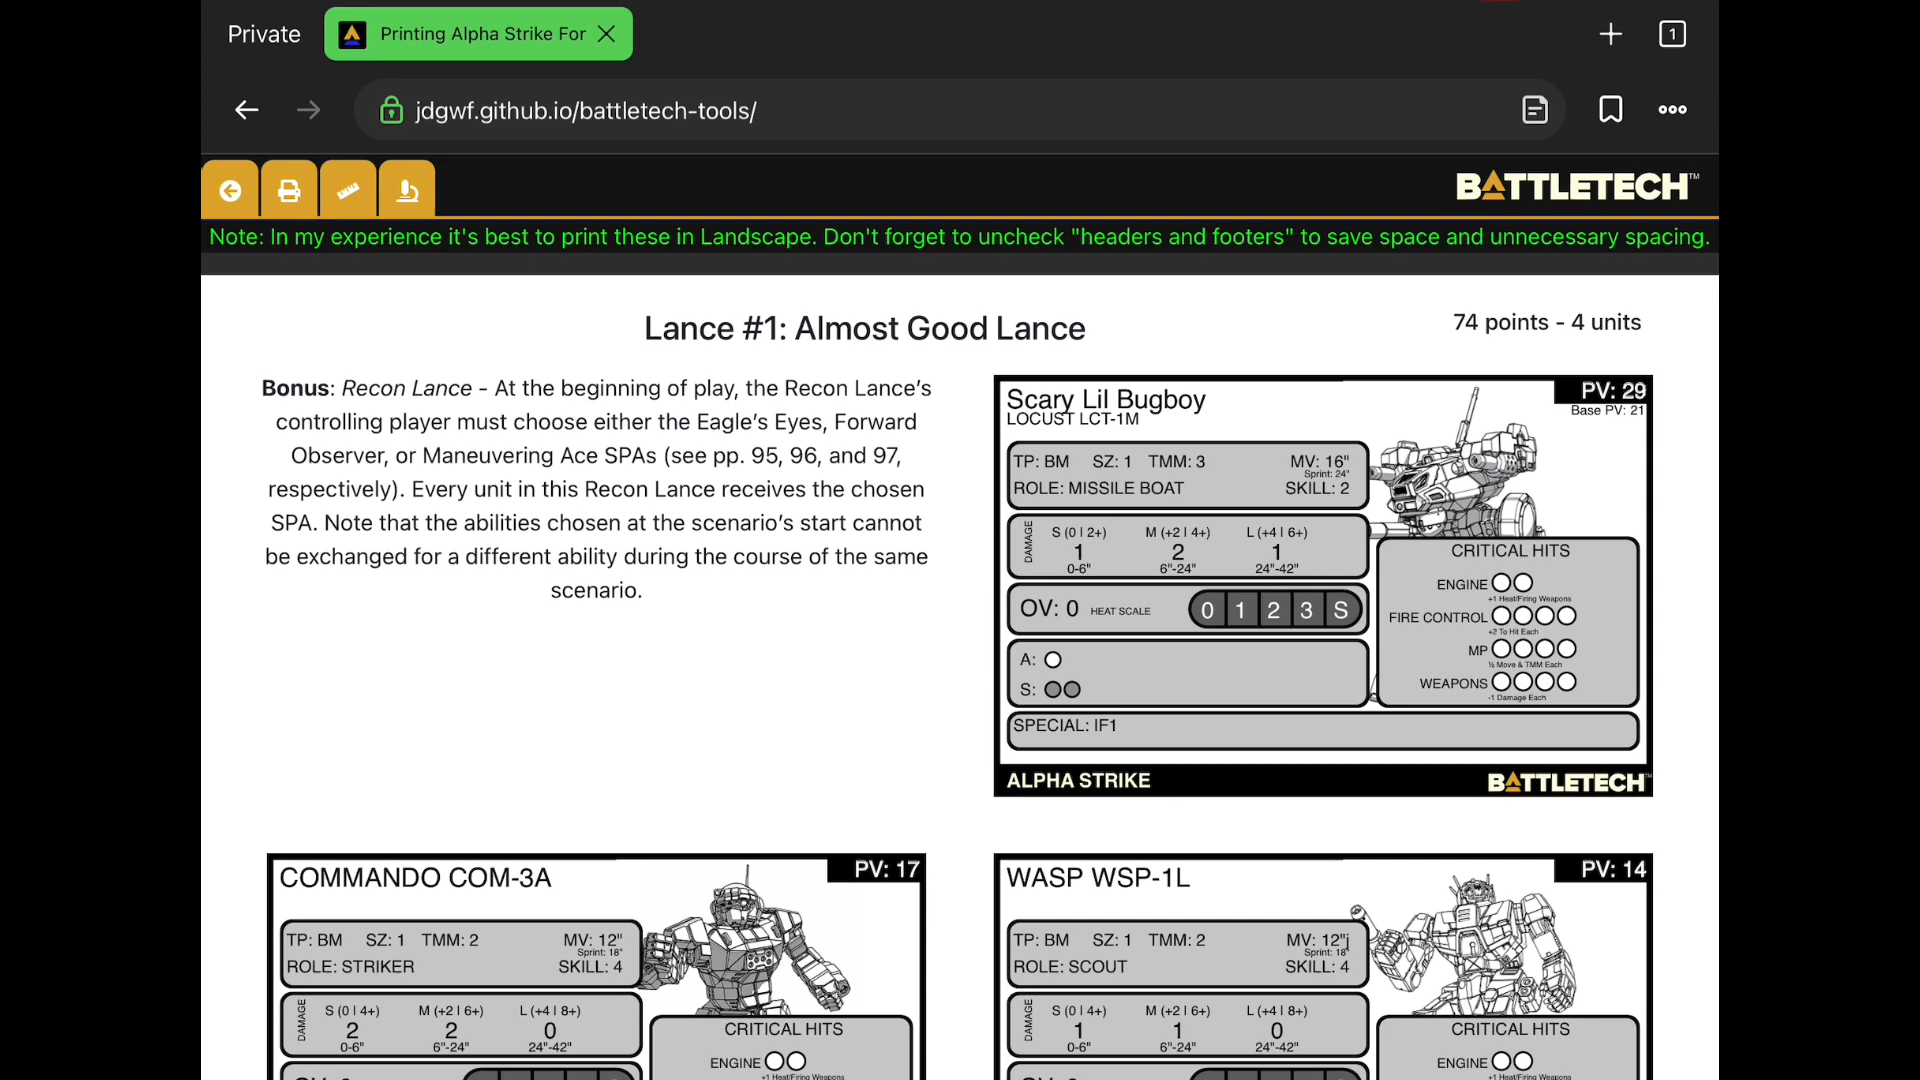 Private
Printing Alpha Strike For
1
jdgwf.github.io/battletech-tools/
BATTLETECH™
Note: In my experience it's best to print these in Landscape. Don't forget to uncheck "headers and footers" to save space and unnecessary spacing.
Lance #1: Almost Good Lance
74 points - 4 units
Bonus: Recon Lance - At the beginning of play, the Recon Lance’s
controlling player must choose either the Eagle’s Eyes, Forward
Observer, or Maneuvering Ace SPAs (see pp. 95, 96, and 97,
respectively). Every unit in this Recon Lance receives the chosen
SPA. Note that the abilities chosen at the scenario’s start cannot
be exchanged for a different ability during the course of the same
scenario.
Scary Lil Bugboy
LOCUST LCT-1M
PV: 29
Base PV: 21
TP: BM SZ: 1 TMM: 3 MV: 16"
Sprint: 24"
ROLE: MISSILE BOAT SKILL: 2
DAMAGE
S (0 | 2+) M (+2 | 4+) L (+4 | 6+)
1 2 1
0-6" 6"-24" 24"-42"
OV: 0 HEAT SCALE 0 1 2 3 S
A:
S:
CRITICAL HITS
ENGINE
+1 Heat/Firing Weapons
FIRE CONTROL
+2 To Hit Each
MP
½ Move & TMM Each
WEAPONS
-1 Damage Each
SPECIAL: IF1
ALPHA STRIKE
BATTLETECH
COMMANDO COM-3A
PV: 17
TP: BM SZ: 1 TMM: 2 MV: 12"
Sprint: 18"
ROLE: STRIKER SKILL: 4
DAMAGE
S (0 | 4+) M (+2 | 6+) L (+4 | 8+)
2 2 0
0-6" 6"-24" 24"-42"
CRITICAL HITS
ENGINE
+1 Heat/Firing Weapons
WASP WSP-1L
PV: 14
TP: BM SZ: 1 TMM: 2 MV: 12"j
Sprint: 18"
ROLE: SCOUT SKILL: 4
DAMAGE
S (0 | 4+) M (+2 | 6+) L (+4 | 8+)
1 1 0
0-6" 6"-24" 24"-42"
CRITICAL HITS
ENGINE
+1 Heat/Firing Weapons